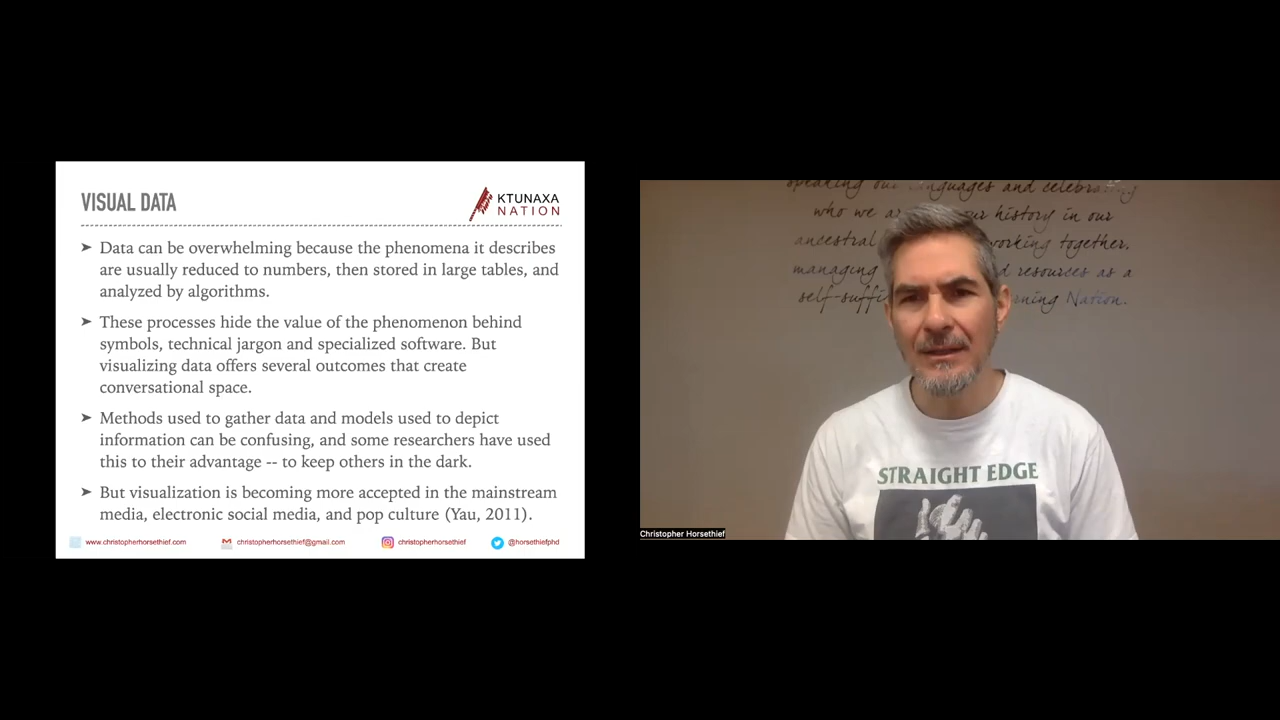 VISUAL DATA
KTUNAXA
NATION
➤ Data can be overwhelming because the phenomena it describes
are usually reduced to numbers, then stored in large tables, and
analyzed by algorithms.
➤ These processes hide the value of the phenomenon behind
symbols, technical jargon and specialized software. But
visualizing data offers several outcomes that create
conversational space.
➤ Methods used to gather data and models used to depict
information can be confusing, and some researchers have used
this to their advantage -- to keep others in the dark.
➤ But visualization is becoming more accepted in the mainstream
media, electronic social media, and pop culture (Yau, 2011).
www.christopherhorsethief.com christopherhorsethief@gmail.com christopherhorsethief @horsethiefphd
speaking our languages and
who we our history in our
ancestral working together.
managing resources as a
Nation.
STRAIGHT EDGE
Christopher Horsethief